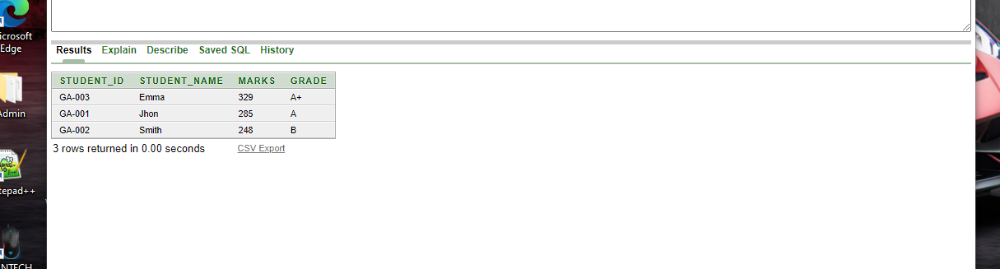 icrosoft
Edge
Admin
tepad++
NTECH
Results Explain Describe Saved SQL History
STUDENT_ID STUDENT_NAME MARKS GRADE
GA-003 Emma 329 A+
GA-001 Jhon 285 A
GA-002 Smith 248 B
3 rows returned in 0.00 seconds CSV Export